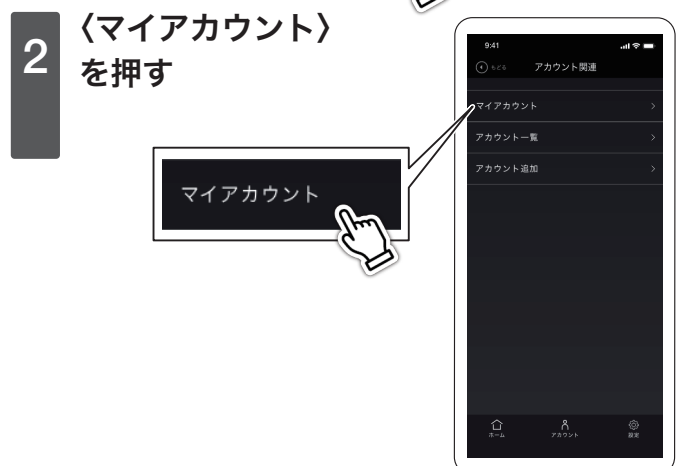 2
〈マイアカウント〉
を押す
マイアカウント
9:41
もどる
アカウント関連
マイアカウント
アカウント一覧
アカウント追加
ホーム
アカウント
設定